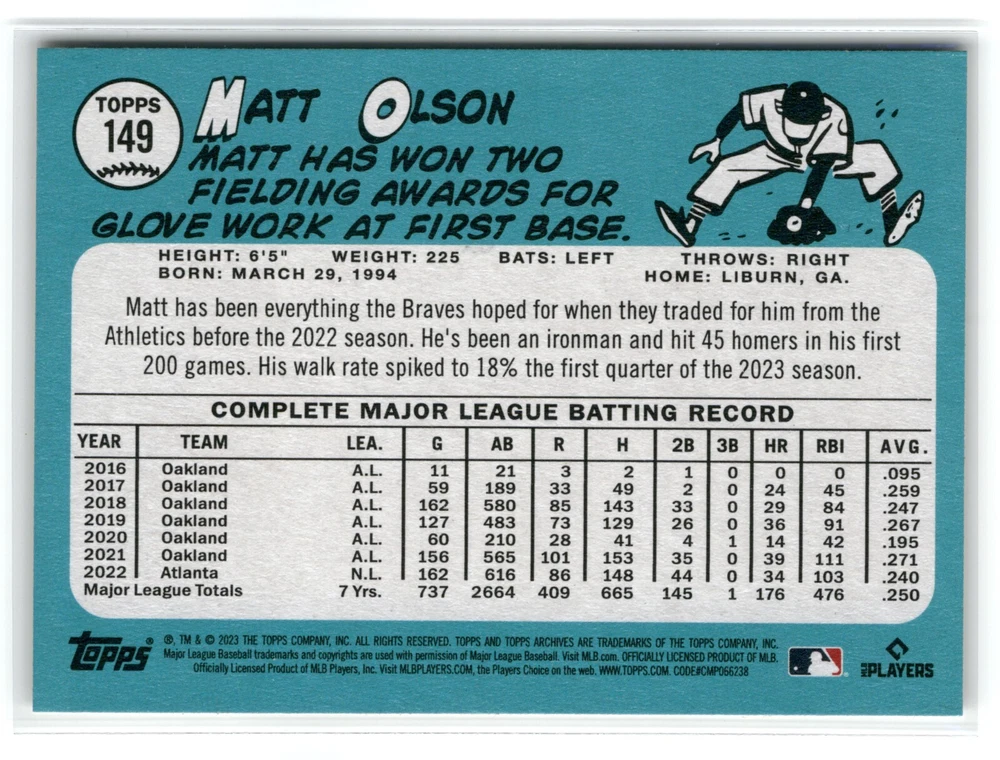 TOPPS
149
MATT OLSON
MATT HAS WON TWO
FIELDING AWARDS FOR
GLOVE WORK AT FIRST BASE.
HEIGHT: 6'5" WEIGHT: 225 BATS: LEFT THROWS: RIGHT
BORN: MARCH 29, 1994 HOME: LIBURN, GA.
Matt has been everything the Braves hoped for when they traded for him from the
Athletics before the 2022 season. He's been an ironman and hit 45 homers in his first
200 games. His walk rate spiked to 18% the first quarter of the 2023 season.
COMPLETE MAJOR LEAGUE BATTING RECORD
YEAR TEAM LEA. G AB R H 2B 3B HR RBI AVG.
2016 Oakland A.L. 11 21 3 2 1 0 0 0 .095
2017 Oakland A.L. 59 189 33 49 2 0 24 45 .259
2018 Oakland A.L. 162 580 85 143 33 0 29 84 .247
2019 Oakland A.L. 127 483 73 129 26 0 36 91 .267
2020 Oakland A.L. 60 210 28 41 4 1 14 42 .195
2021 Oakland A.L. 156 565 101 153 35 0 39 111 .271
2022 Atlanta N.L. 162 616 86 148 44 0 34 103 .240
Major League Totals 7 Yrs. 737 2664 409 665 145 1 176 476 .250
topps ® ®, TM & © 2023 THE TOPPS COMPANY, INC. ALL RIGHTS RESERVED. TOPPS AND TOPPS ARCHIVES ARE TRADEMARKS OF THE TOPPS COMPANY, INC.
Major League Baseball trademarks and copyrights are used with permission of Major League Baseball. Visit MLB.com. OFFICIALLY LICENSED PRODUCT OF MLB.
Officially Licensed Product of MLB Players, Inc. Visit MLBPLAYERS.COM, the Players Choice on the web. WWW.TOPPS.COM. CODE#CMP066238
MLB PLAYERS